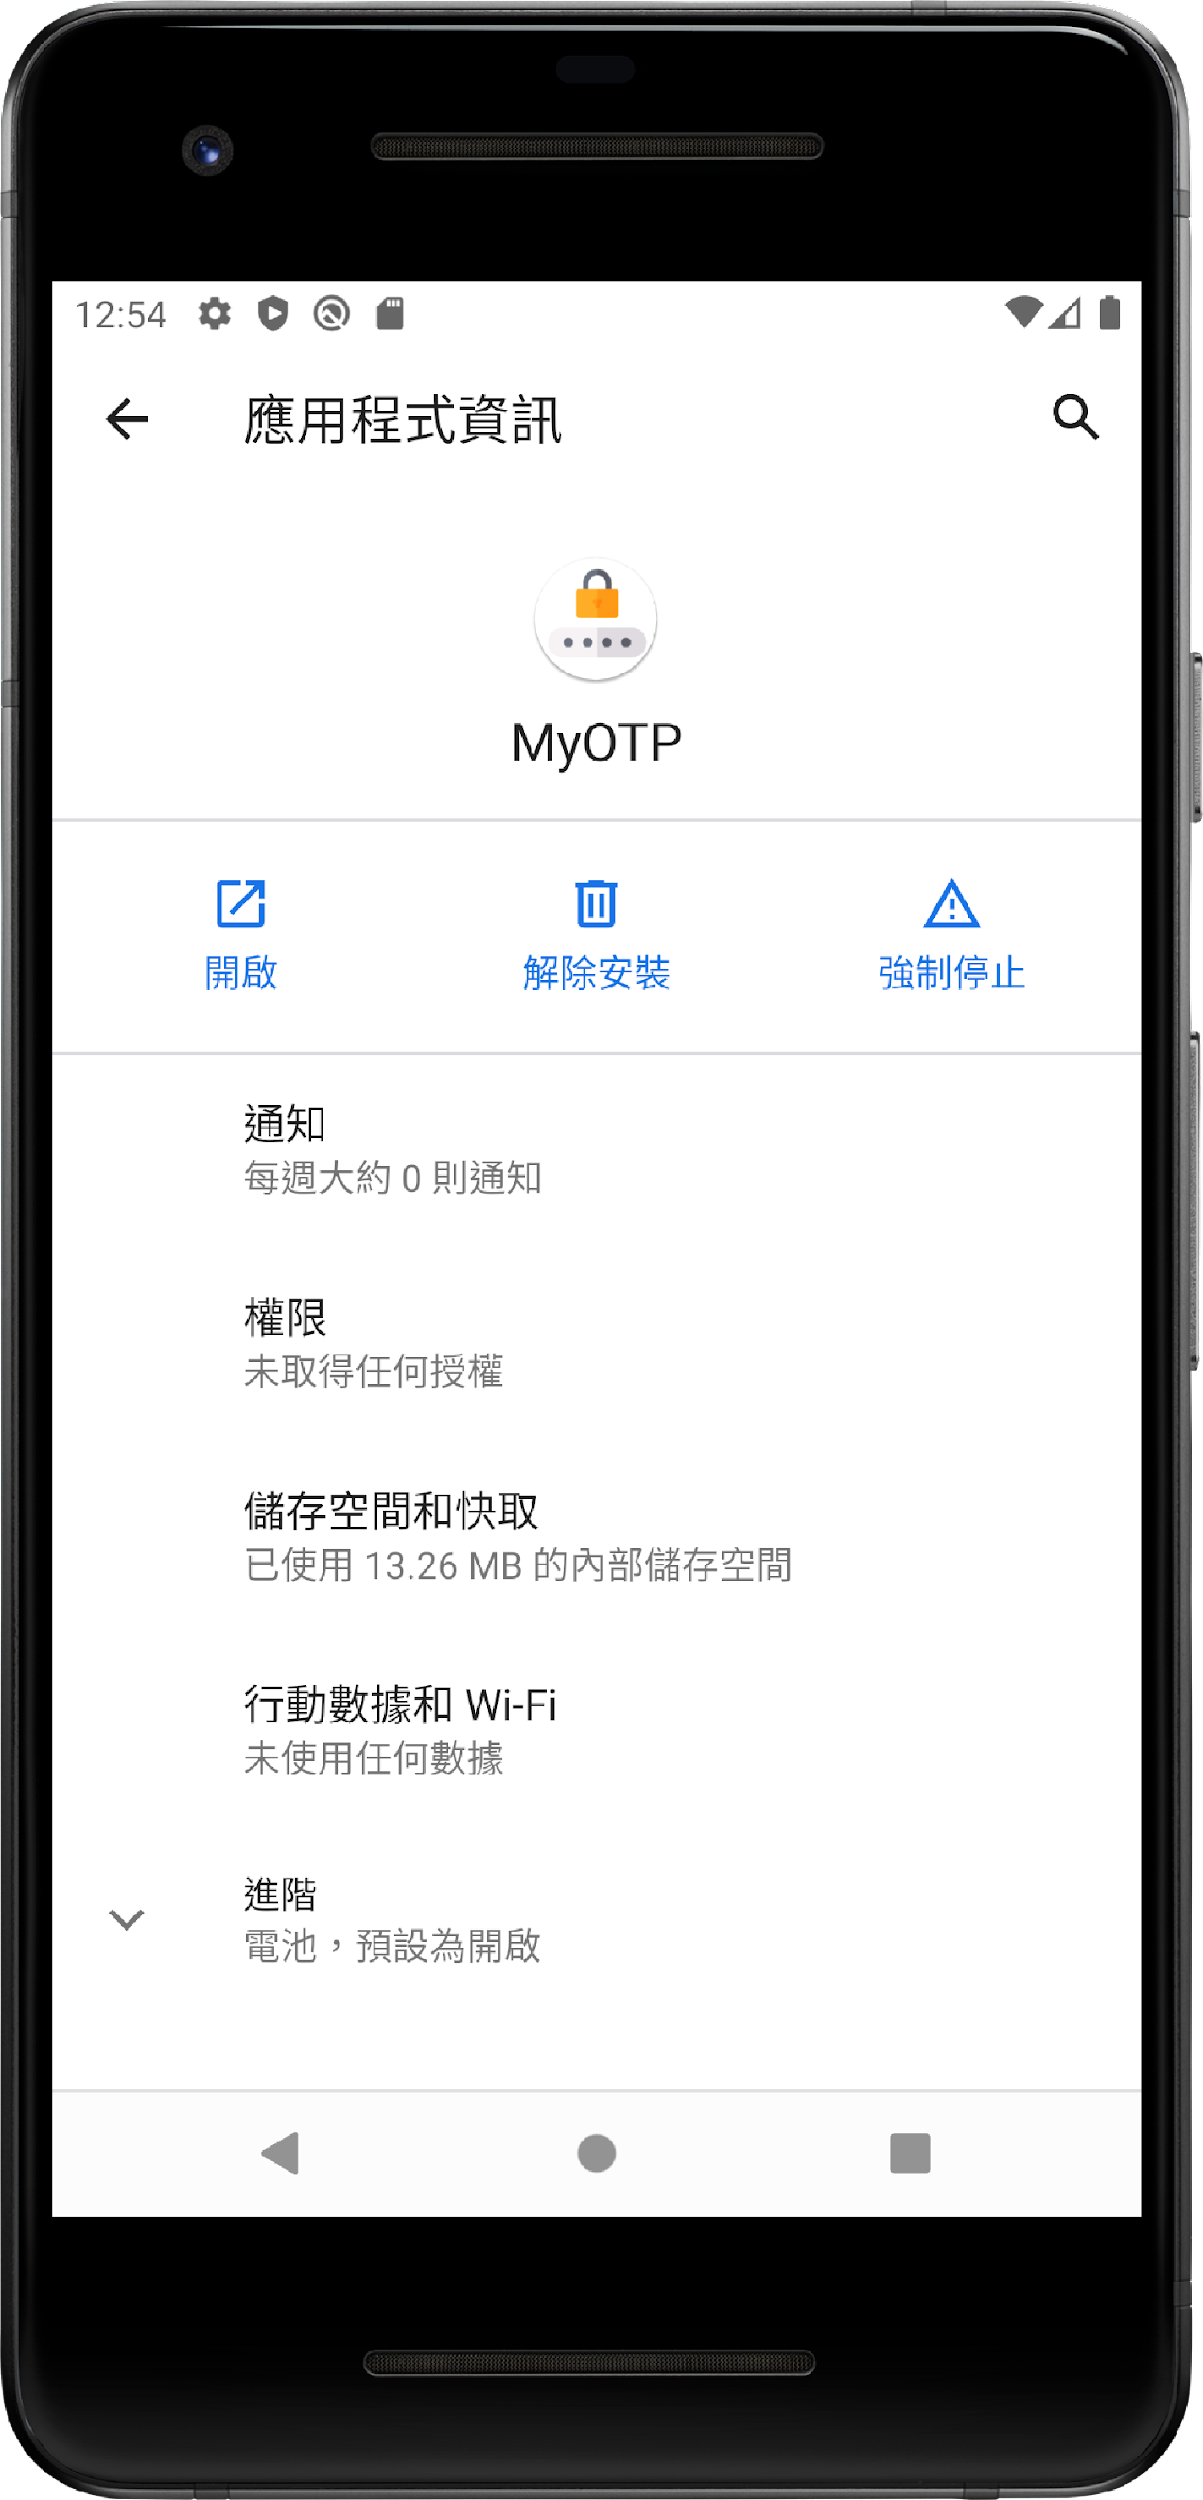 12:54
應用程式資訊
MyOTP
開啟
解除安裝
強制停止
通知
每週大約 0 則通知
權限
未取得任何授權
儲存空間和快取
已使用 13.26 MB 的內部儲存空間
行動數據和 Wi-Fi
未使用任何數據
進階
電池，預設為開啟